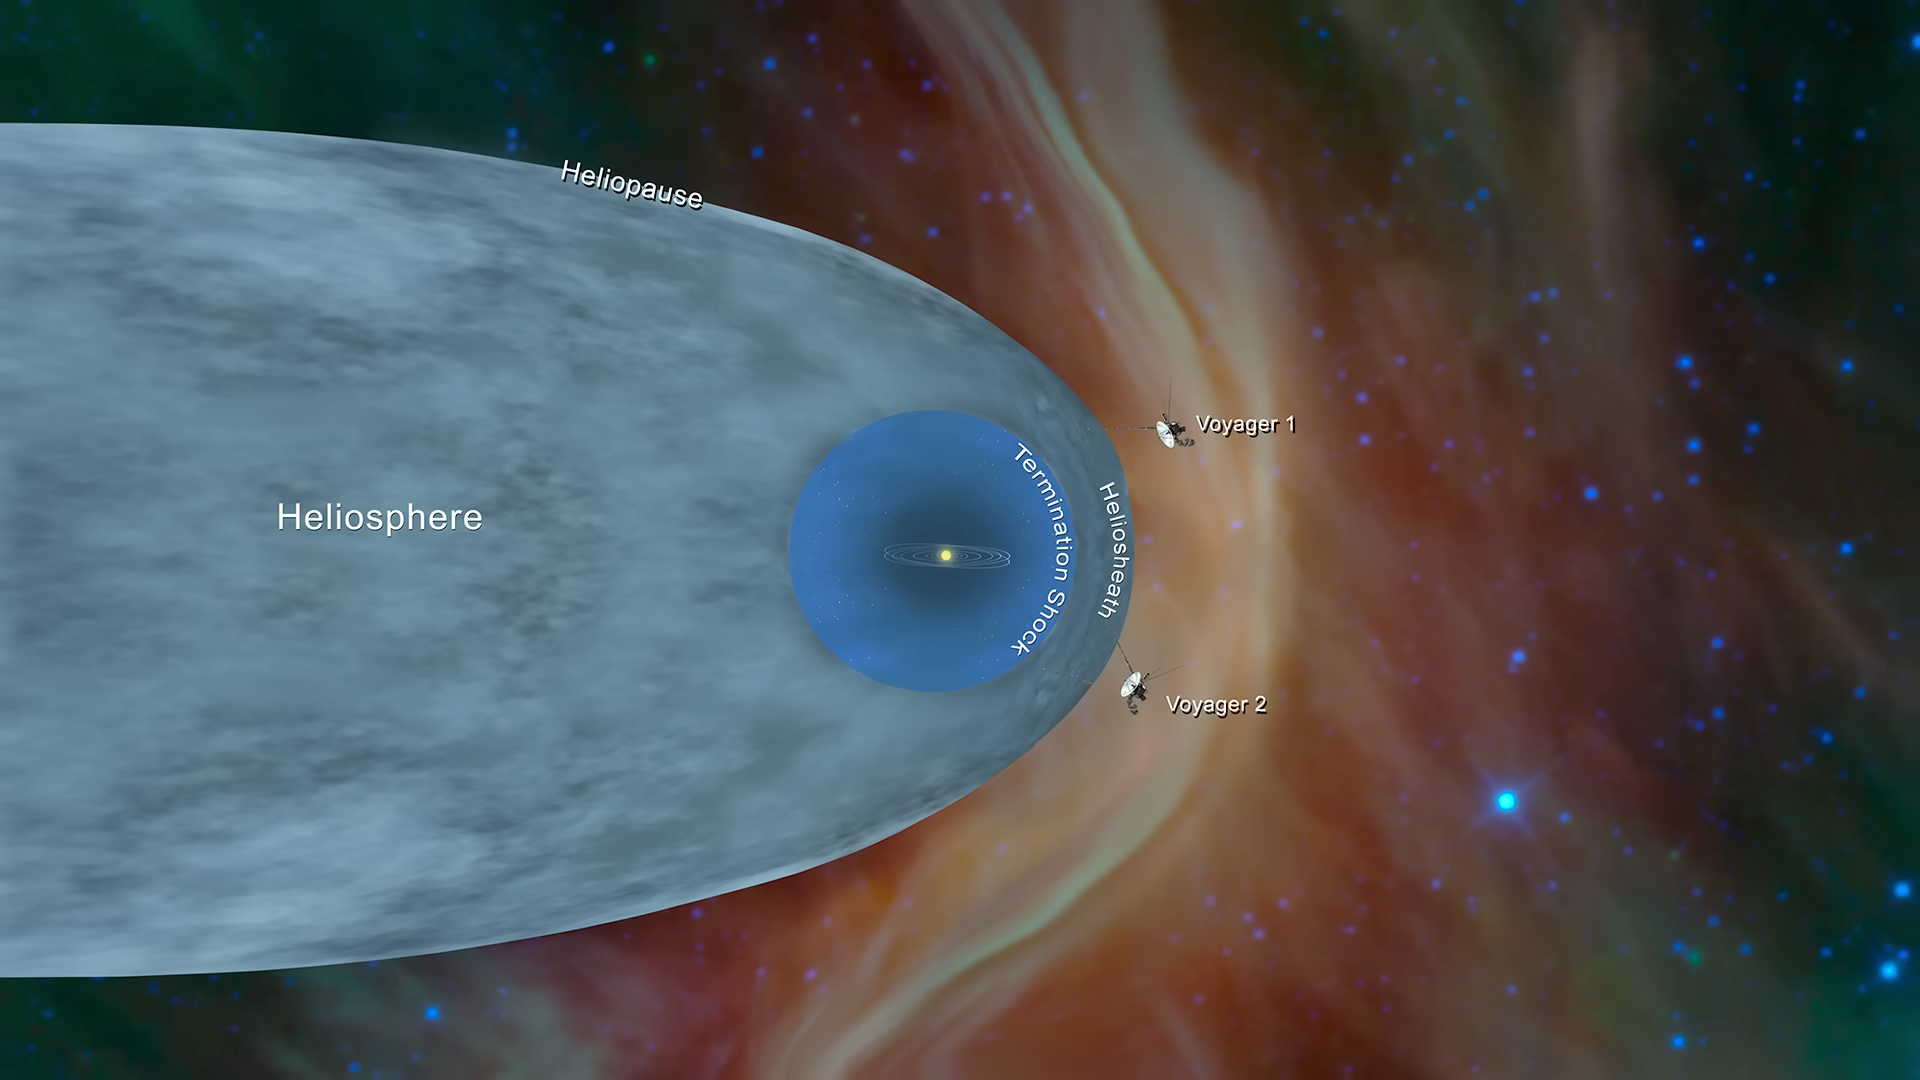 Heliopause
Voyager 1
Termination Shock
Heliosheath
Heliosphere
Voyager 2